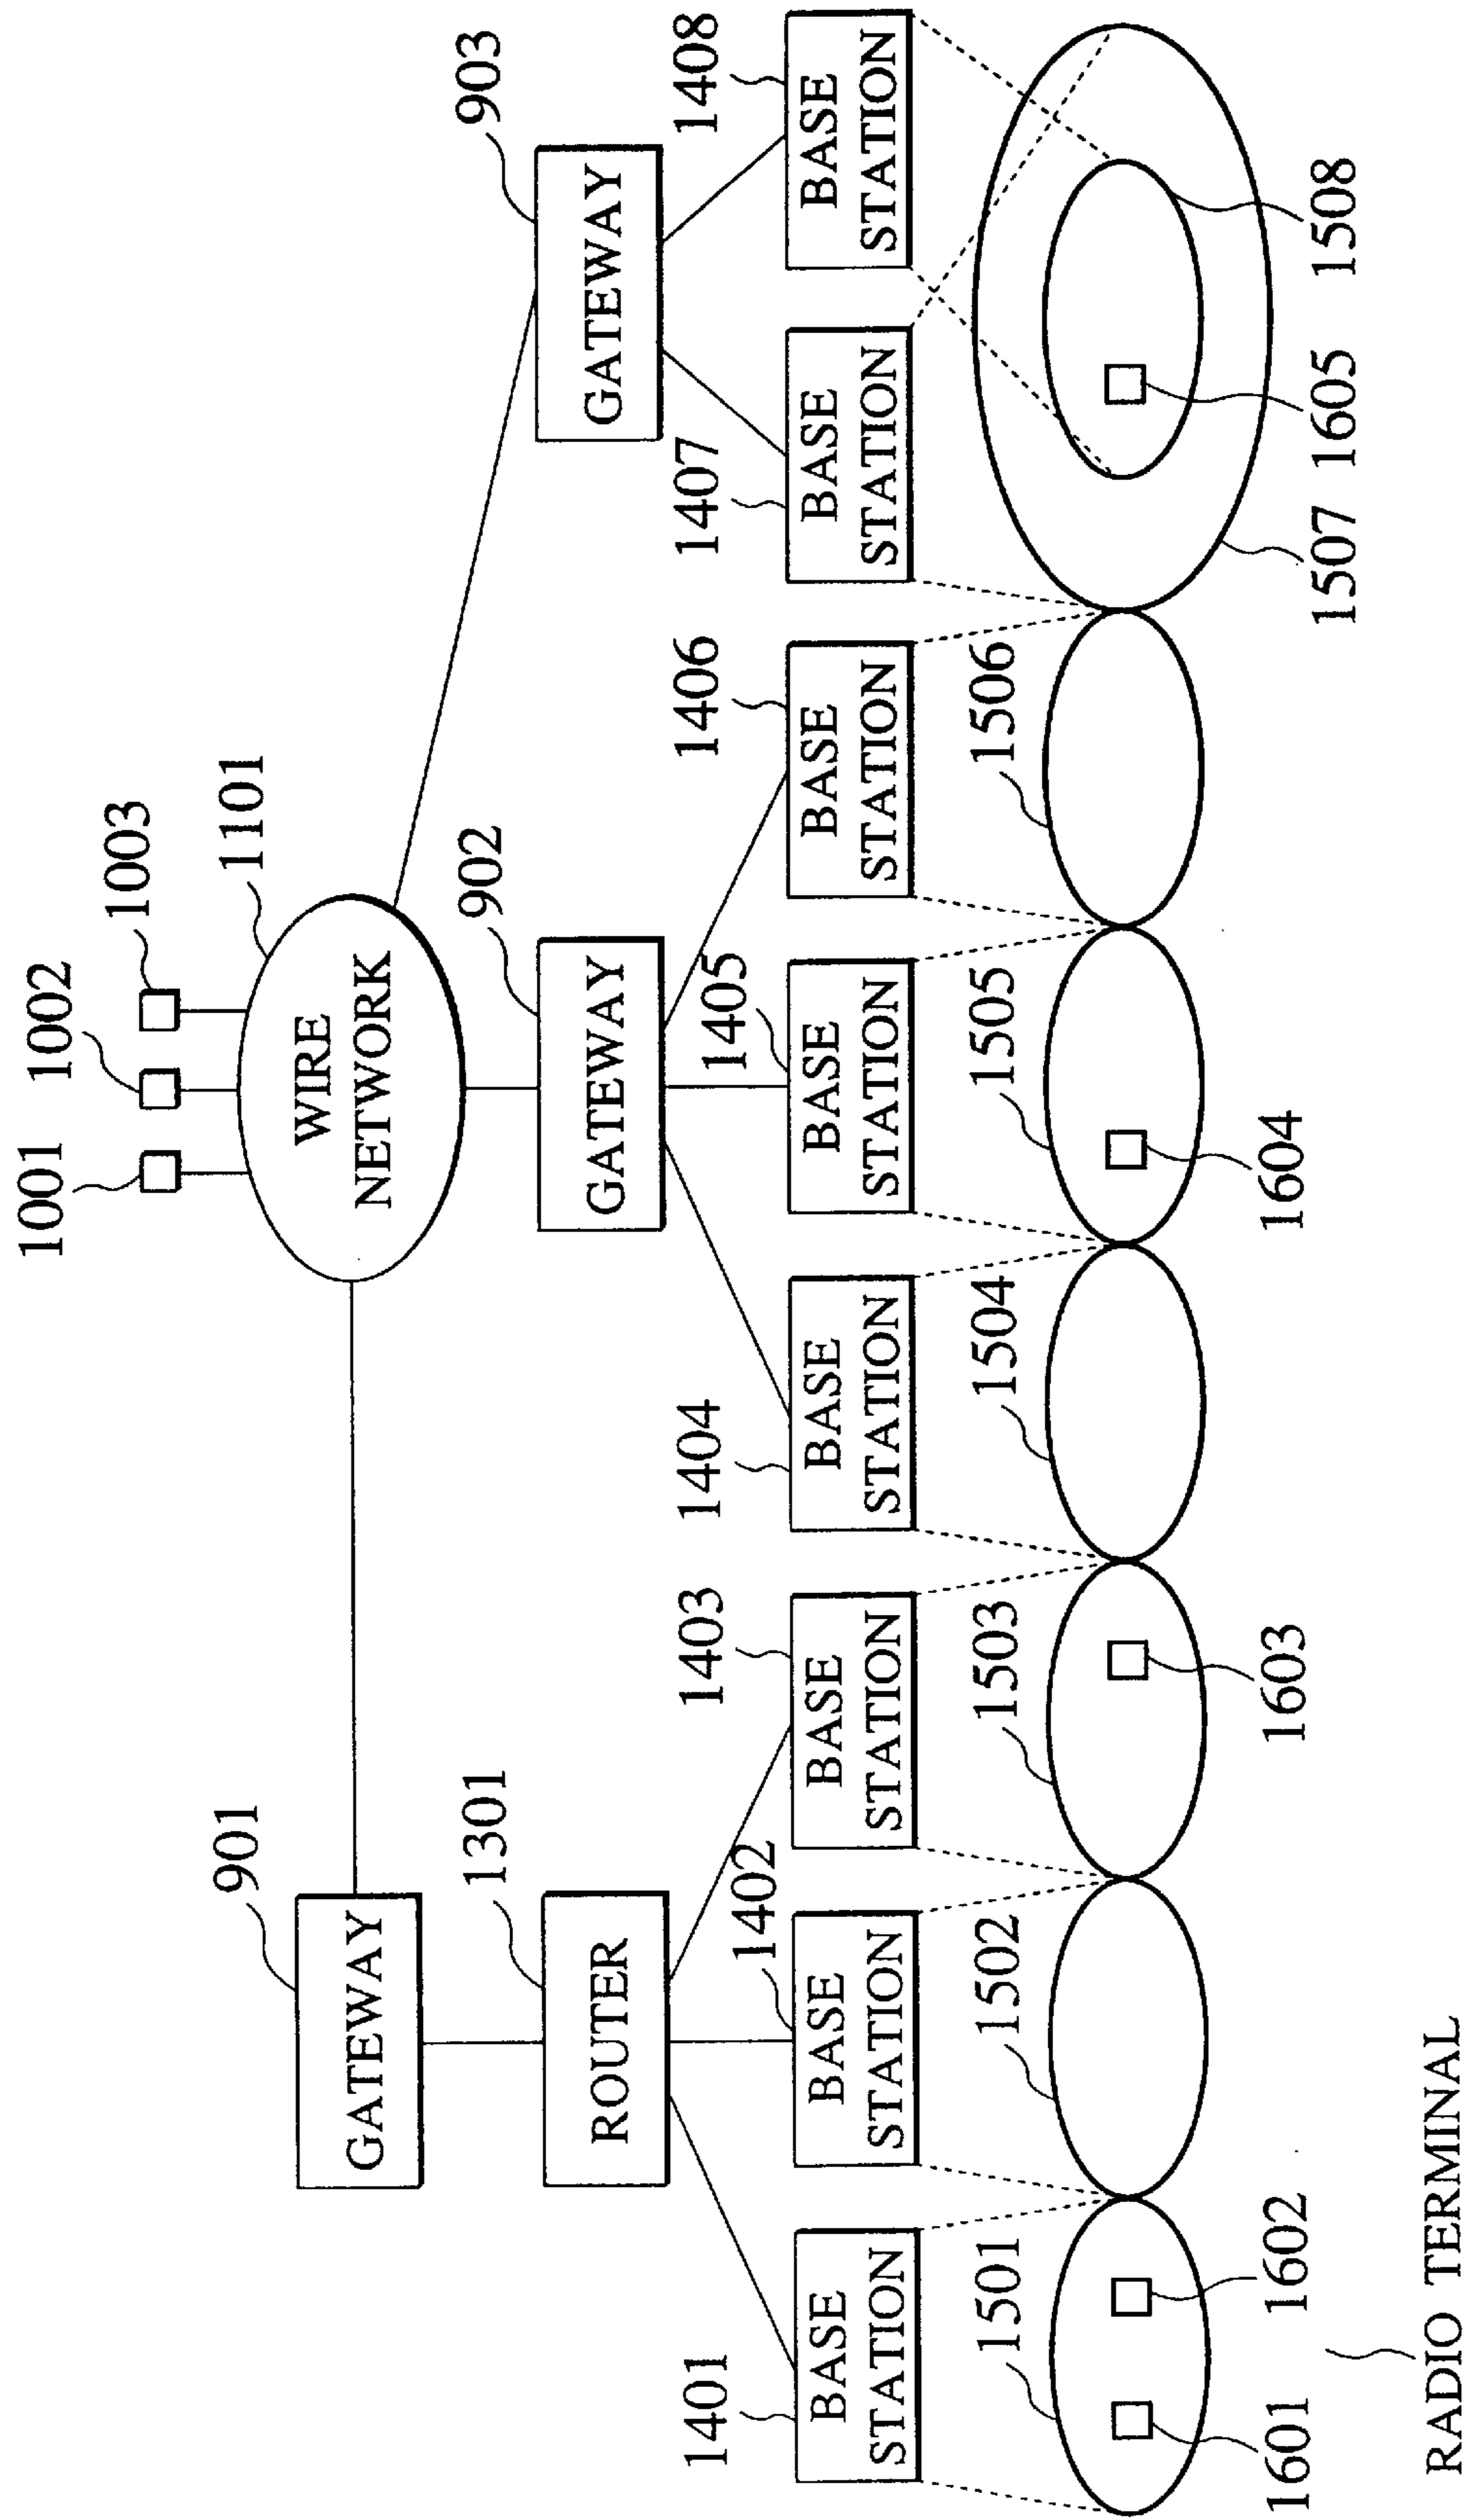 1001
1002
1003
1101
WIRE
NETWORK
901
GATEWAY
902
GATEWAY
903
GATEWAY
1301
ROUTER
1401
BASE
STATION
1402
BASE
STATION
1403
BASE
STATION
1404
BASE
STATION
1405
BASE
STATION
1406
BASE
STATION
1407
BASE
STATION
1408
BASE
STATION
1501
1502
1503
1504
1505
1506
1507
1508
1601
1602
1603
1604
1605
RADIO TERMINAL